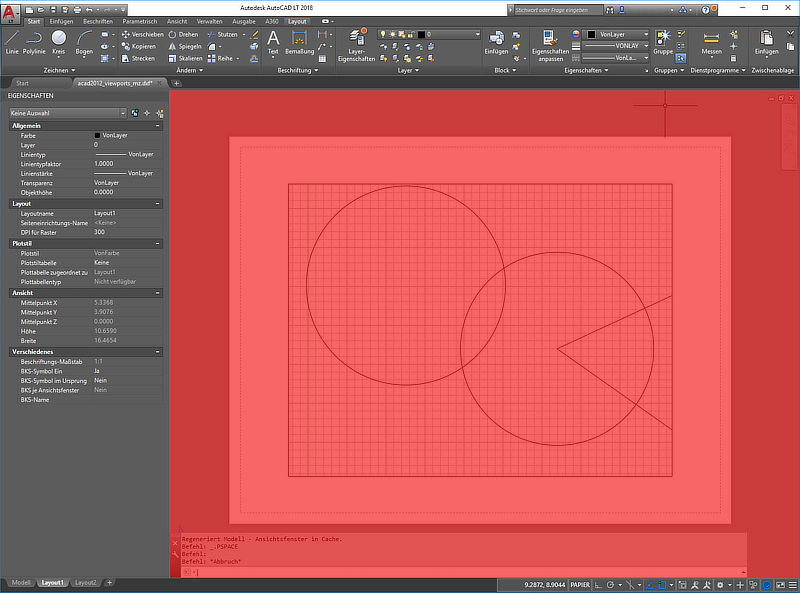 Autodesk AutoCAD LT 2018
acad2012_viewports_mz.dxf*
Stichwort oder Frage eingeben
Start Einfügen Beschriften Parametrisch Ansicht Verwalten Ausgabe A360 Layout
Linie Polylinie Kreis Bogen
Verschieben Drehen Stutzen
Kopieren Spiegeln
Strecken Skalieren Reihe
Text Bemaßung
Layer-
Eigenschaften
0
Einfügen
Eigenschaften
anpassen
VonLayer
VONLAY
VonLa...
Gruppe
Messen
Einfügen
Zeichnen Ändern Beschriftung Layer Block Eigenschaften Gruppen Dienstprogramme Zwischenablage
Start acad2012_viewports_mz.dxf*
EIGENSCHAFTEN
Keine Auswahl
Allgemein
Farbe VonLayer
Layer 0
Linientyp VonLayer
Linientypfaktor 1.0000
Linienstärke VonLayer
Transparenz VonLayer
Objekthöhe 0.0000
Layout
Layoutname Layout1
Seiteneinrichtungs-Name <Keine>
DPI für Raster 300
Plotstil
Plotstil VonFarbe
Plotstiltabelle Keine
Plottabelle zugeordnet zu Layout1
Plottabellentyp Nicht verfügbar
Ansicht
Mittelpunkt X 5.3368
Mittelpunkt Y 3.9076
Mittelpunkt Z 0.0000
Höhe 10.6590
Breite 16.4654
Verschiedenes
Beschriftungs-Maßstab 1:1
BKS-Symbol Ein Ja
BKS-Symbol im Ursprung Nein
BKS je Ansichtsfenster Nein
BKS-Name
Regeneriert Modell - Ansichtsfenster in Cache.
Befehl: _.PSPACE
Befehl:
Befehl: *Abbruch*
Modell Layout1 Layout2 +
9.2872, 8.9044 PAPIER